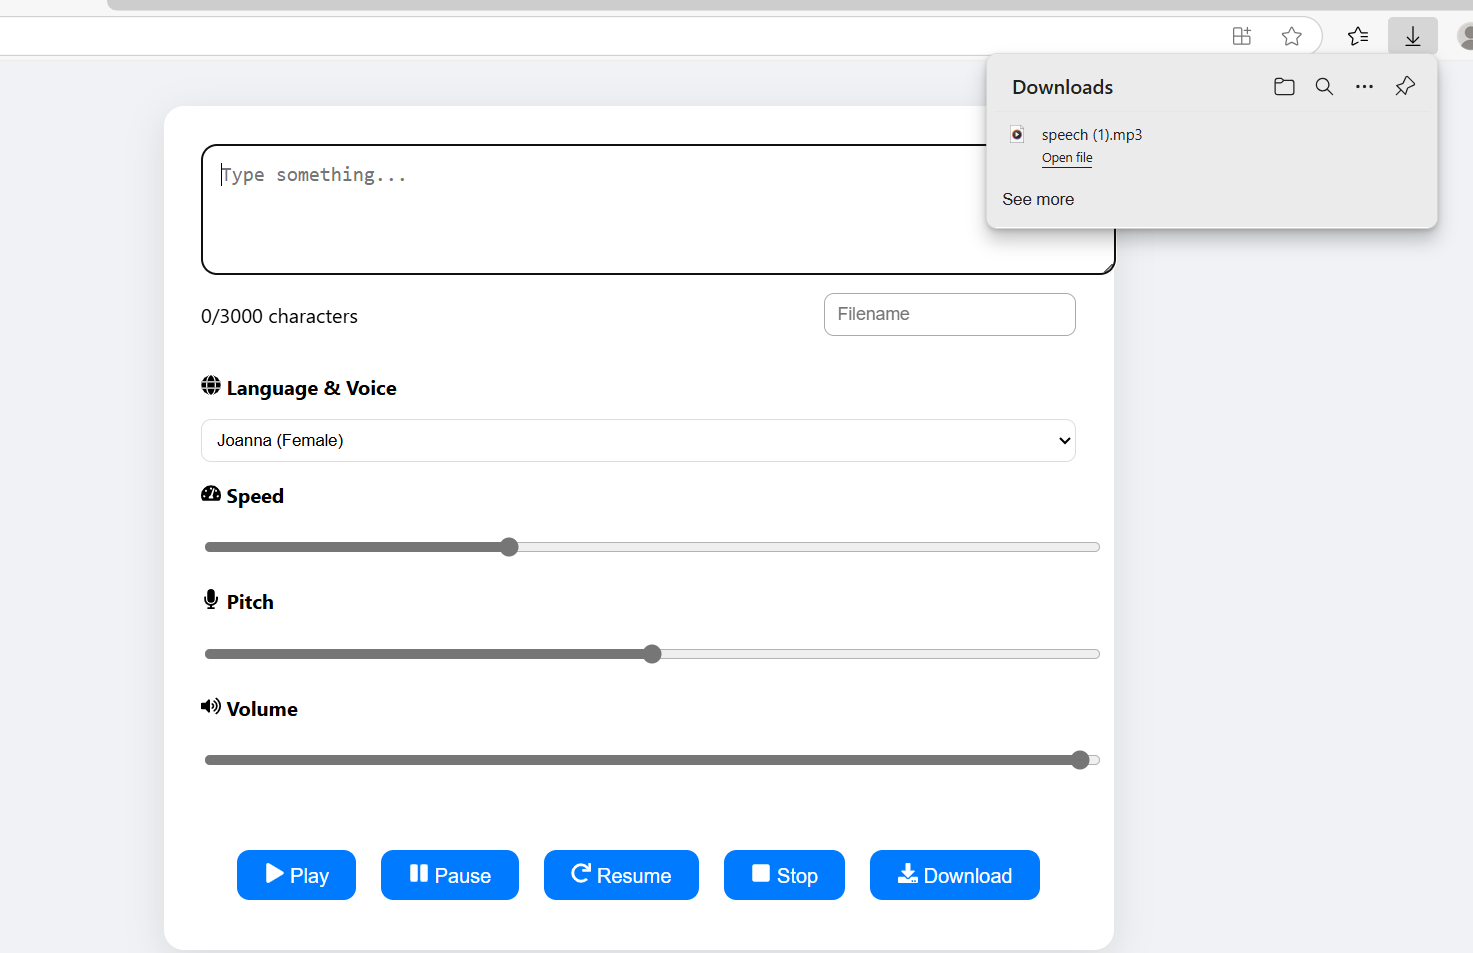 Downloads
speech (1).mp3
Open file
See more
Type something...
0/3000 characters
Filename
Language & Voice
Joanna (Female)
Speed
Pitch
Volume
Play Pause Resume Stop Download